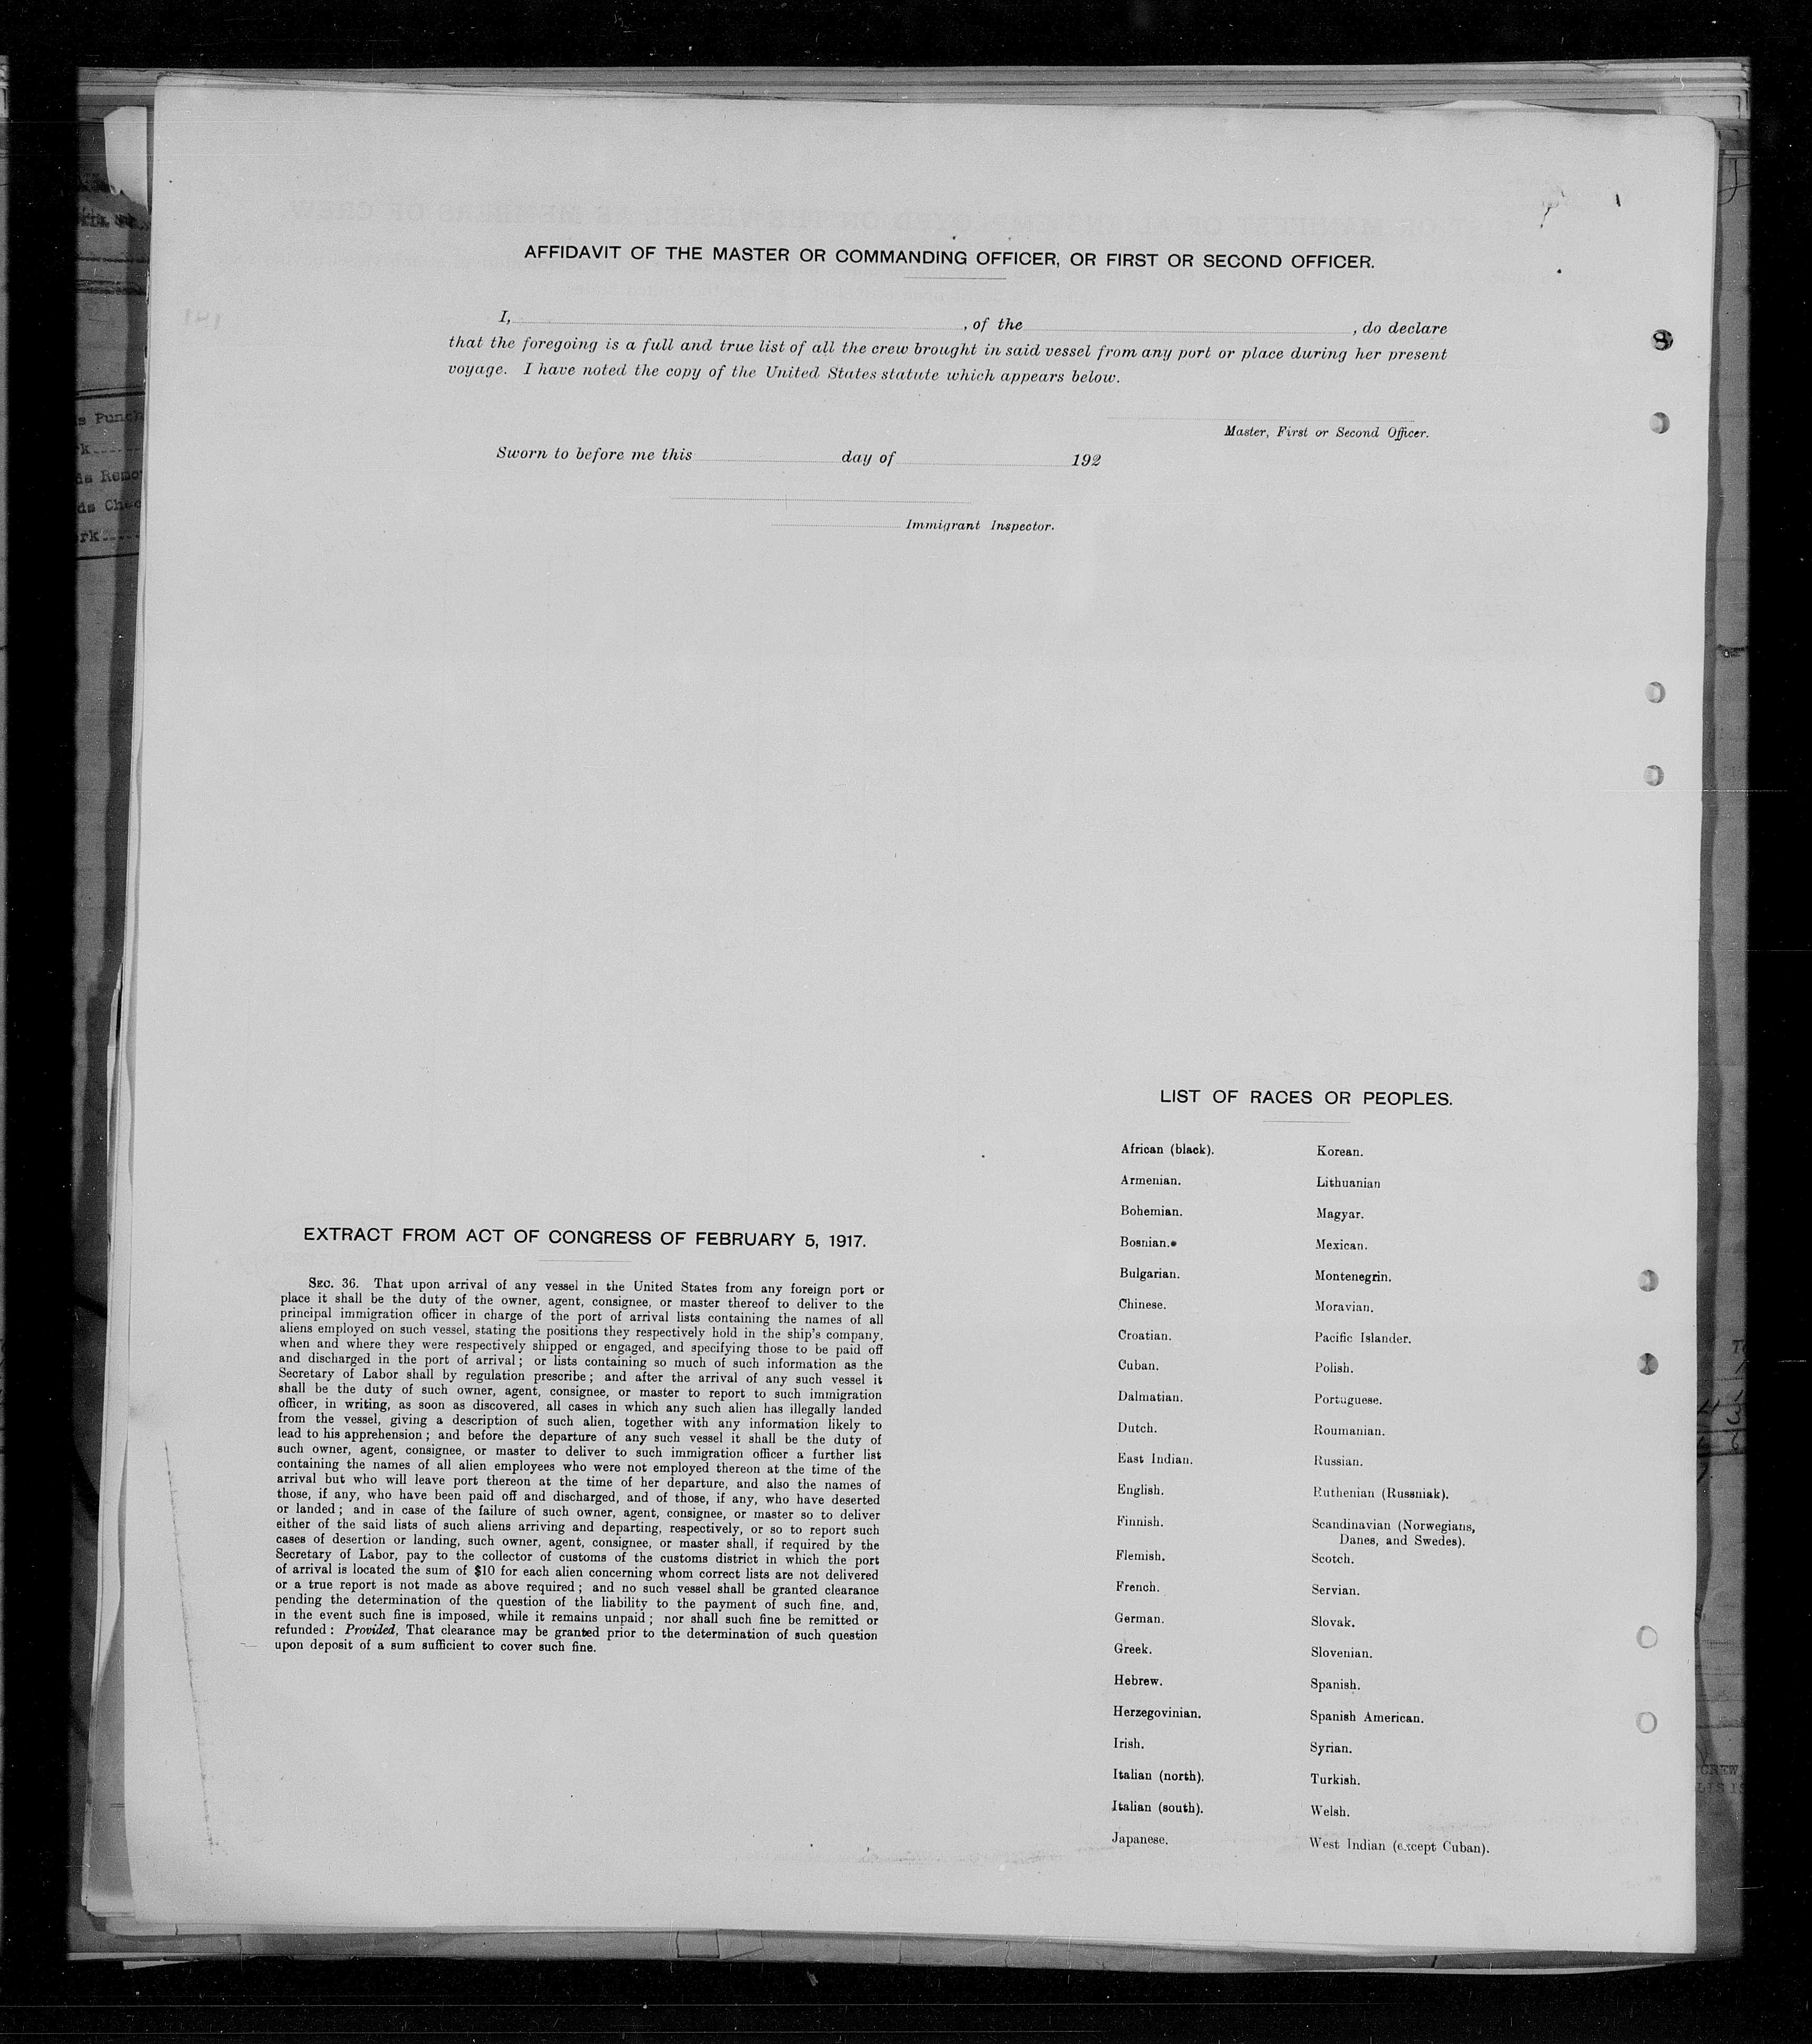 AFFIDAVIT OF THE MASTER OR COMMANDING OFFICER, OR FIRST OR SECOND OFFICER.
I, , of the , do declare
that the foregoing is a full and true list of all the crew brought in said vessel from any port or place during her present
voyage. I have noted the copy of the United States statute which appears below.
Master, First or Second Officer.
Sworn to before me this day of 192
Immigrant Inspector.
EXTRACT FROM ACT OF CONGRESS OF FEBRUARY 5, 1917.
SEC. 36. That upon arrival of any vessel in the United States from any foreign port or
place it shall be the duty of the owner, agent, consignee, or master thereof to deliver to the
principal immigration officer in charge of the port of arrival lists containing the names of all
aliens employed on such vessel, stating the positions they respectively hold in the ship's company,
when and where they were respectively shipped or engaged, and specifying those to be paid off
and discharged in the port of arrival; or lists containing so much of such information as the
Secretary of Labor shall by regulation prescribe; and after the arrival of any such vessel it
shall be the duty of such owner, agent, consignee, or master to report to such immigration
officer, in writing, as soon as discovered, all cases in which any such alien has illegally landed
from the vessel, giving a description of such alien, together with any information likely to
lead to his apprehension; and before the departure of any such vessel it shall be the duty of
such owner, agent, consignee, or master to deliver to such immigration officer a further list
containing the names of all alien employees who were not employed thereon at the time of the
arrival but who will leave port thereon at the time of her departure, and also the names of
those, if any, who have been paid off and discharged, and of those, if any, who have deserted
or landed; and in case of the failure of such owner, agent, consignee, or master so to deliver
either of the said lists of such aliens arriving and departing, respectively, or so to report such
cases of desertion or landing, such owner, agent, consignee, or master shall, if required by the
Secretary of Labor, pay to the collector of customs of the customs district in which the port
of arrival is located the sum of $10 for each alien concerning whom correct lists are not delivered
or a true report is not made as above required; and no such vessel shall be granted clearance
pending the determination of the question of the liability to the payment of such fine, and,
in the event such fine is imposed, while it remains unpaid; nor shall such fine be remitted or
refunded: Provided, That clearance may be granted prior to the determination of such question
upon deposit of a sum sufficient to cover such fine.
LIST OF RACES OR PEOPLES.
African (black).
Armenian.
Bohemian.
Bosnian.
Bulgarian.
Chinese.
Croatian.
Cuban.
Dalmatian.
Dutch.
East Indian.
English.
Finnish.
Flemish.
French.
German.
Greek.
Hebrew.
Herzegovinian.
Irish.
Italian (north).
Italian (south).
Japanese.
Korean.
Lithuanian
Magyar.
Mexican.
Montenegrin.
Moravian.
Pacific Islander.
Polish.
Portuguese.
Roumanian.
Russian.
Ruthenian (Russniak).
Scandinavian (Norwegians,
Danes, and Swedes).
Scotch.
Servian.
Slovak.
Slovenian.
Spanish.
Spanish American.
Syrian.
Turkish.
Welsh.
West Indian (except Cuban).